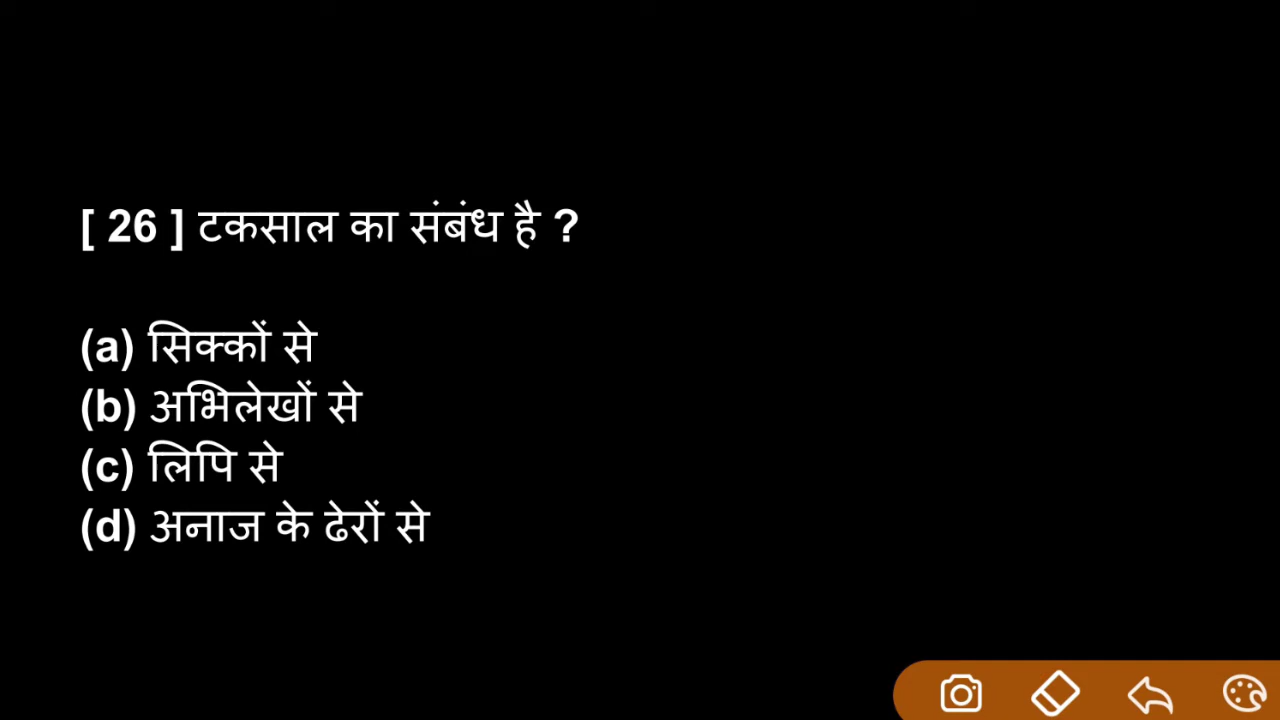 [ 26 ] टकसाल का संबंध है ?
(a) सिक्कों से
(b) अभिलेखों से
(c) लिपि से
(d) अनाज के ढेरों से